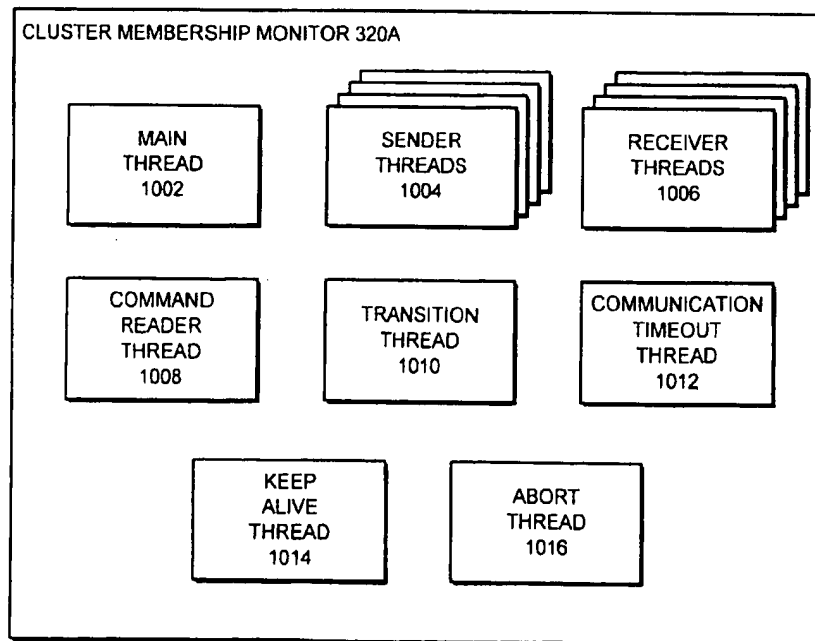 CLUSTER MEMBERSHIP MONITOR 320A
MAIN
THREAD
1002
SENDER
THREADS
1004
RECEIVER
THREADS
1006
COMMAND
READER
THREAD
1008
TRANSITION
THREAD
1010
COMMUNICATION
TIMEOUT
THREAD
1012
KEEP
ALIVE
THREAD
1014
ABORT
THREAD
1016